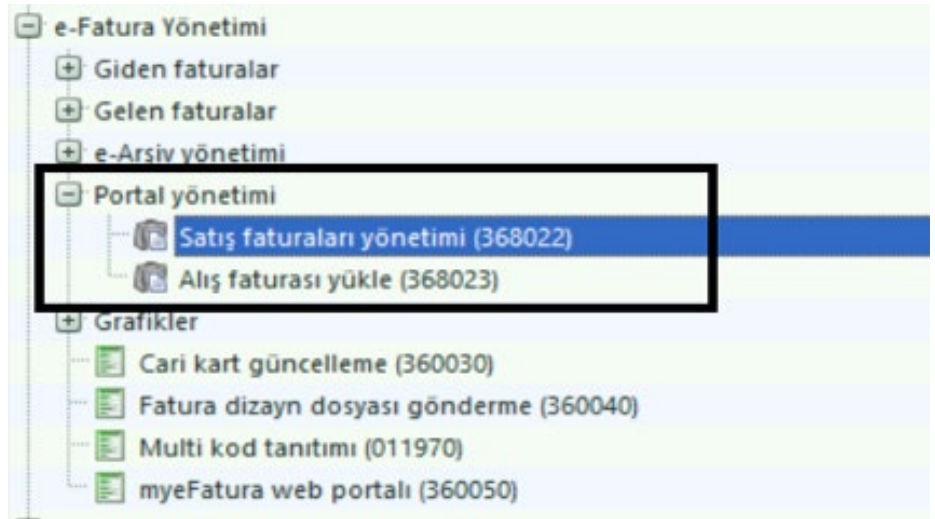 e-Fatura Yönetimi
Giden faturalar
Gelen faturalar
e-Arşiv yönetimi
Portal yönetimi
Satış faturaları yönetimi (368022)
Alış faturası yükle (368023)
Grafikler
Cari kart güncelleme (360030)
Fatura dizayn dosyası gönderme (360040)
Multi kod tanıtımı (011970)
myeFatura web portalı (360050)